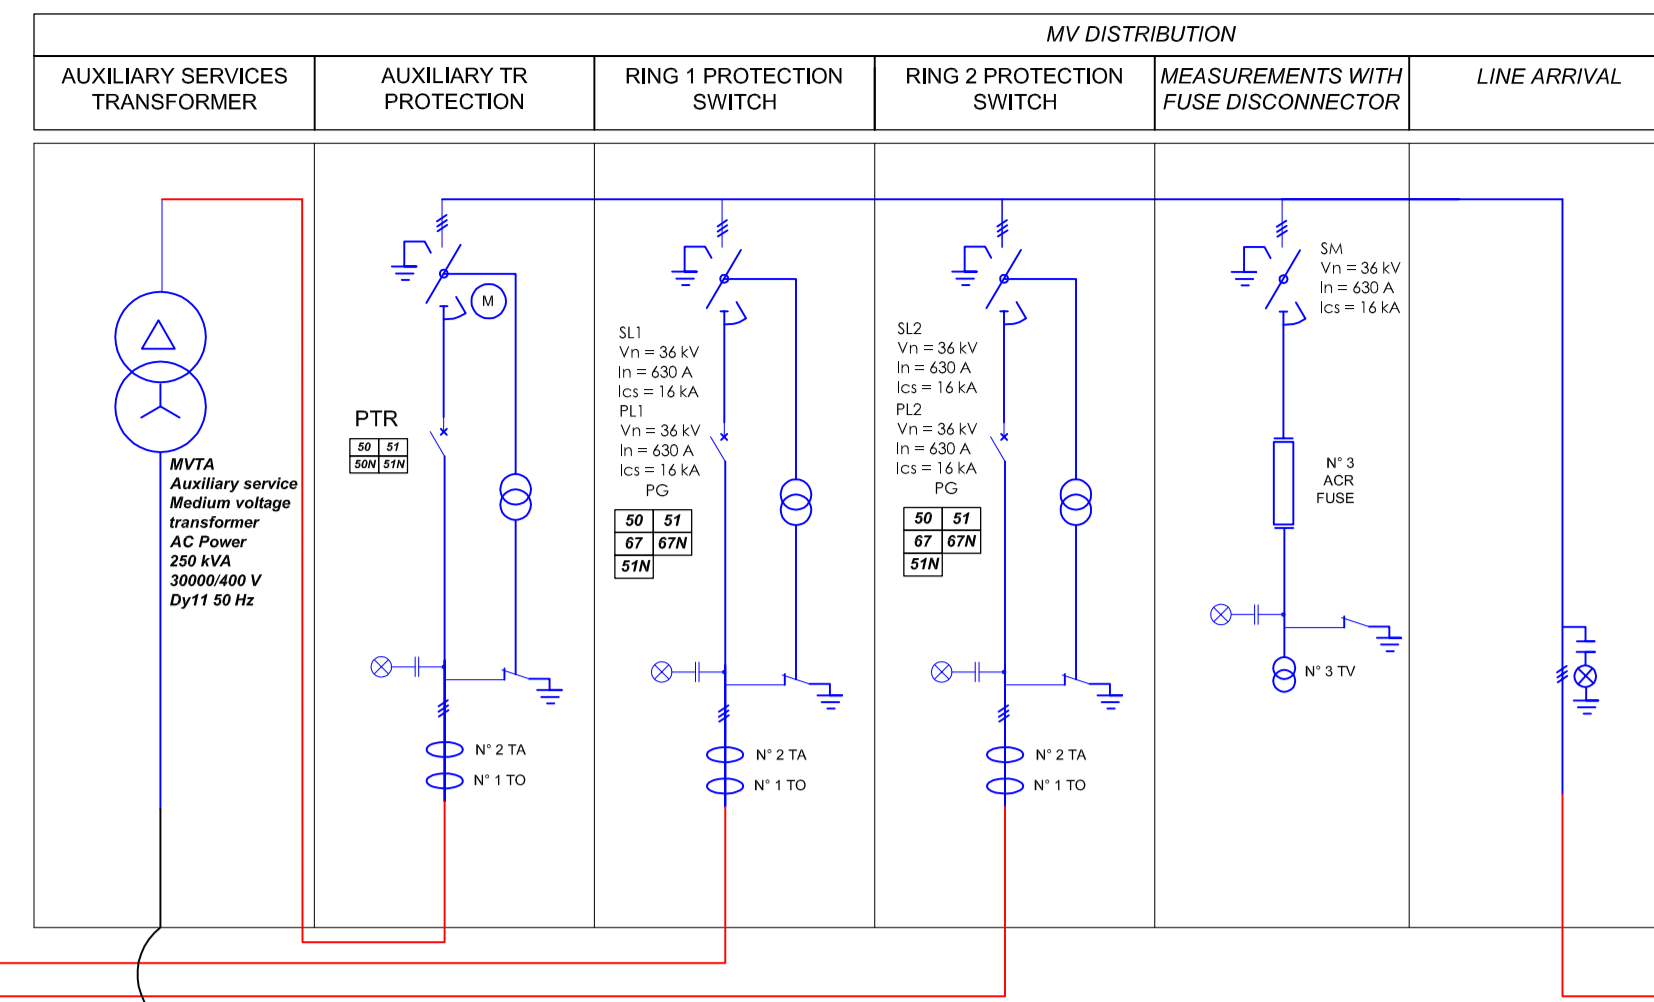 MV DISTRIBUTION
AUXILIARY SERVICES
TRANSFORMER
AUXILIARY TR
PROTECTION
RING 1 PROTECTION
SWITCH
RING 2 PROTECTION
SWITCH
MEASUREMENTS WITH
FUSE DISCONNECTOR
LINE ARRIVAL
MVTA
Auxiliary service
Medium voltage
transformer
AC Power
250 kVA
30000/400 V
Dy11 50 Hz
M
PTR
50 51
50N 51N
N° 2 TA
N° 1 TO
SL1
Vn = 36 kV
In = 630 A
Ics = 16 kA
PL1
Vn = 36 kV
In = 630 A
Ics = 16 kA
PG
50 51
67 67N
51N
N° 2 TA
N° 1 TO
SL2
Vn = 36 kV
In = 630 A
Ics = 16 kA
PL2
Vn = 36 kV
In = 630 A
Ics = 16 kA
PG
50 51
67 67N
51N
N° 2 TA
N° 1 TO
SM
Vn = 36 kV
In = 630 A
Ics = 16 kA
N° 3
ACR
FUSE
N° 3 TV